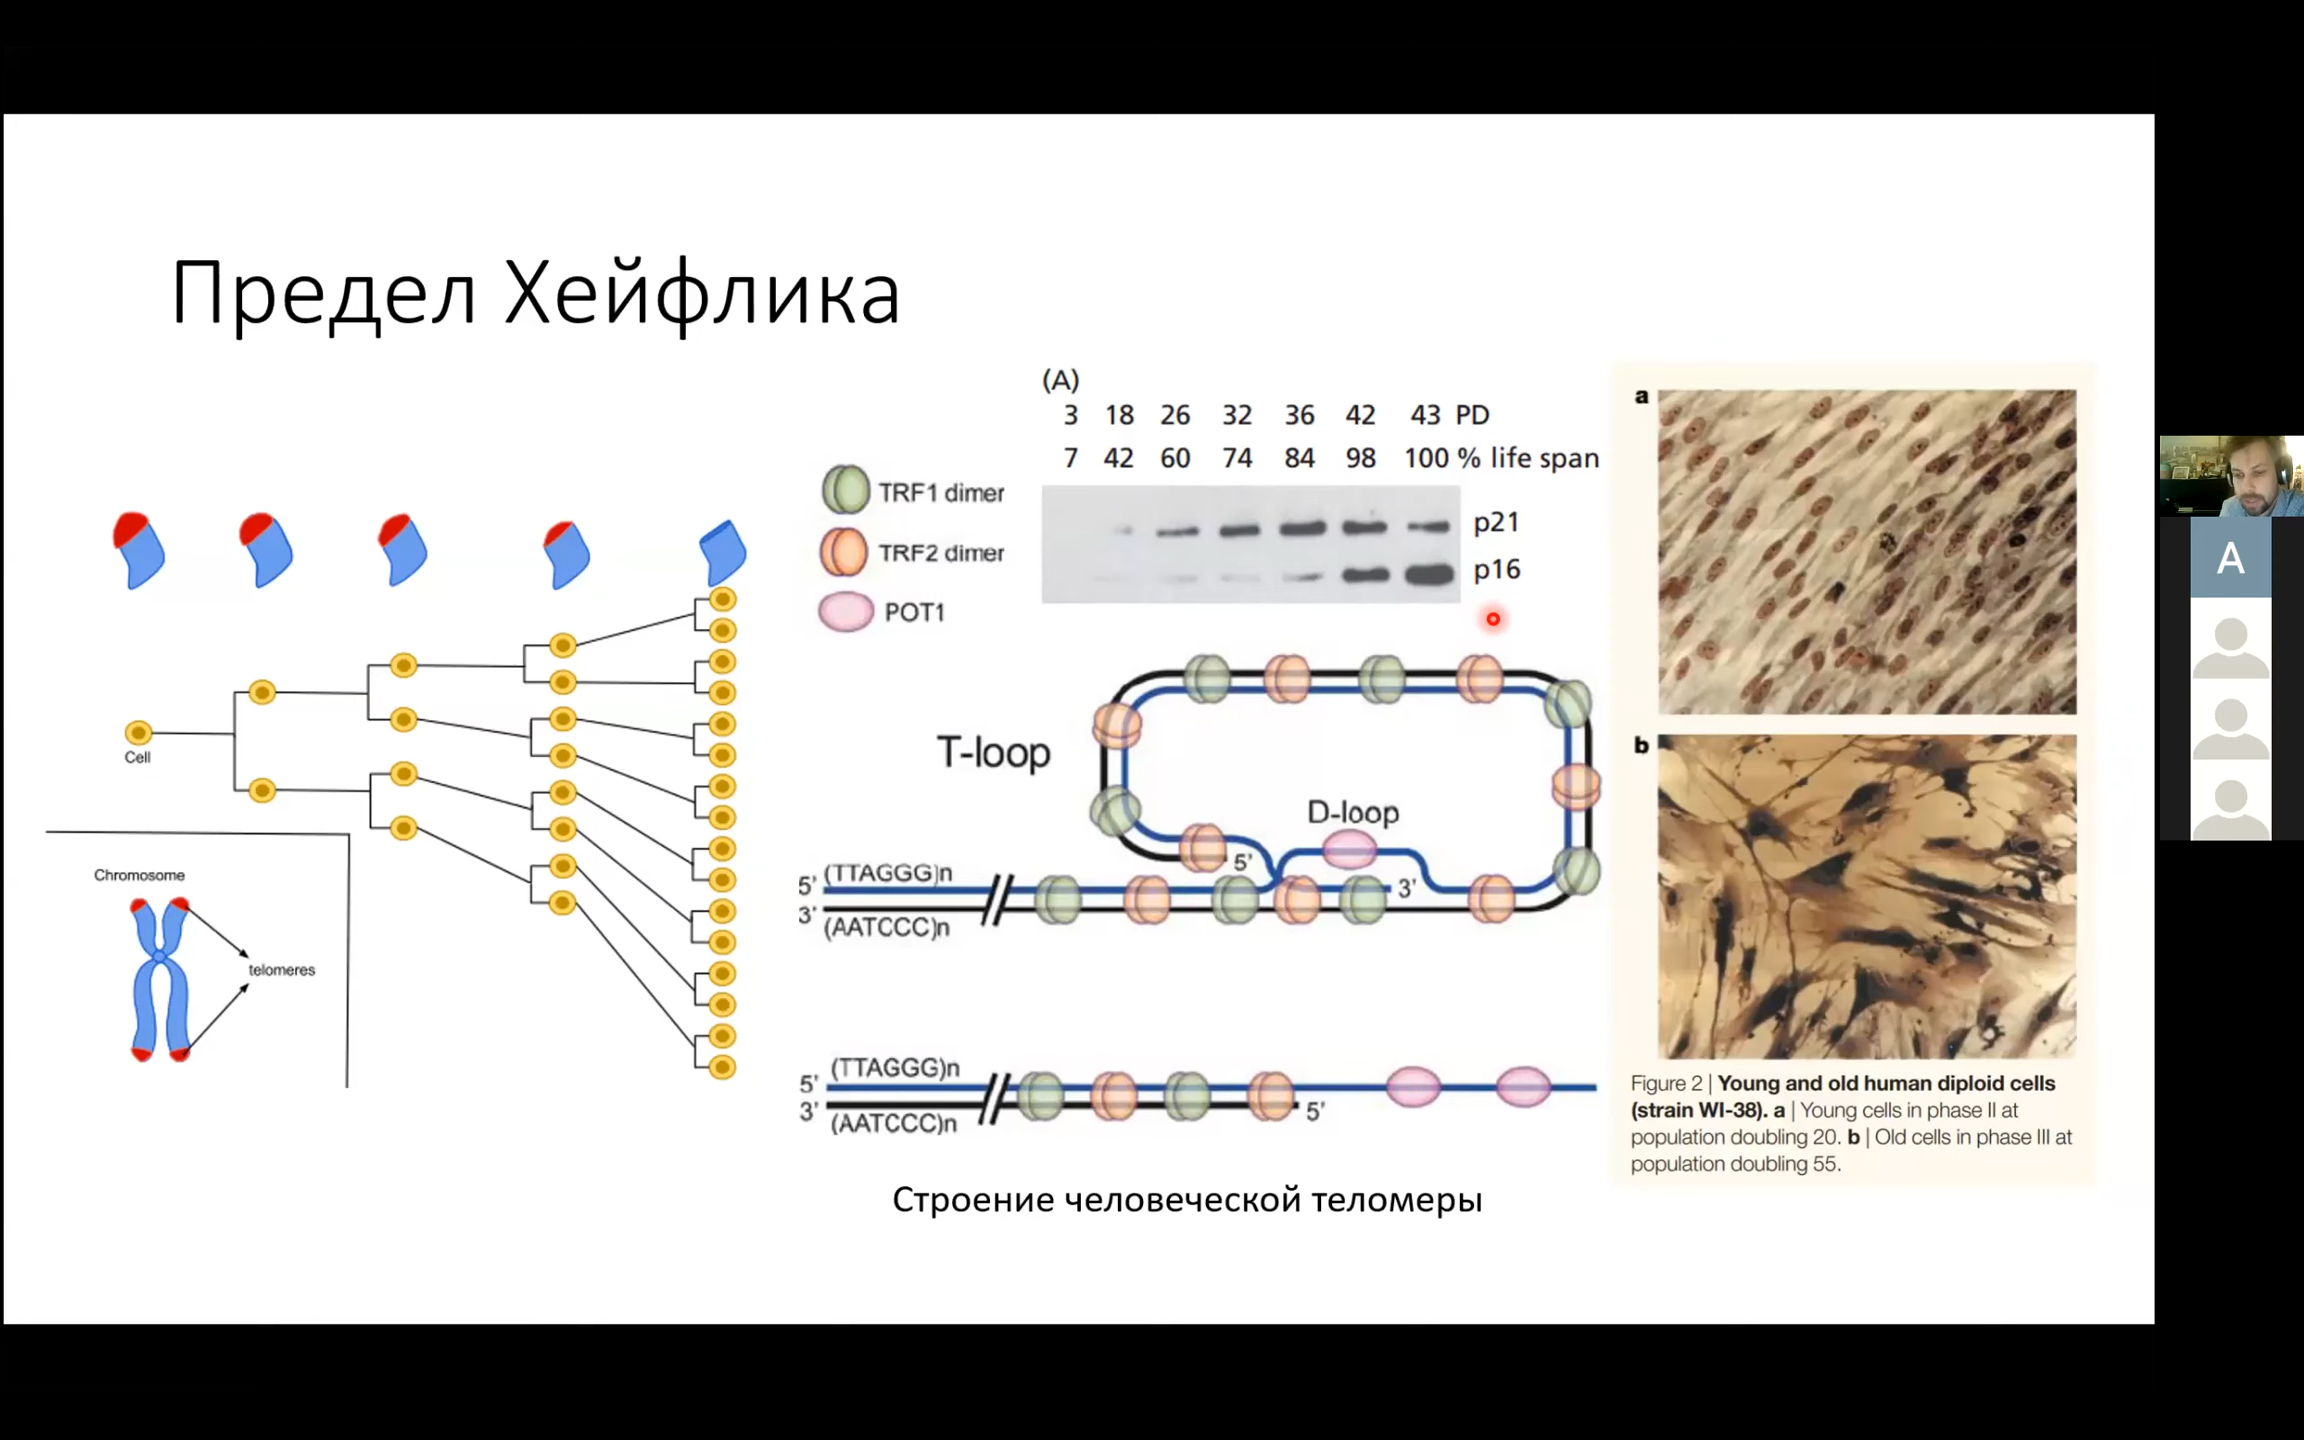 Предел Хейфлика
Cell
Chromosome
telomeres
TRF1 dimer
TRF2 dimer
POT1
(A)
3 18 26 32 36 42 43 PD
7 42 60 74 84 98 100 % life span
p21
p16
T-loop
D-loop
5'
3'
5' (TTAGGG)n
3' (AATCCC)n
5' (TTAGGG)n
3' (AATCCC)n
5'
Строение человеческой теломеры
a
b
Figure 2 | Young and old human diploid cells
(strain WI-38). a | Young cells in phase II at
population doubling 20. b | Old cells in phase III at
population doubling 55.
A